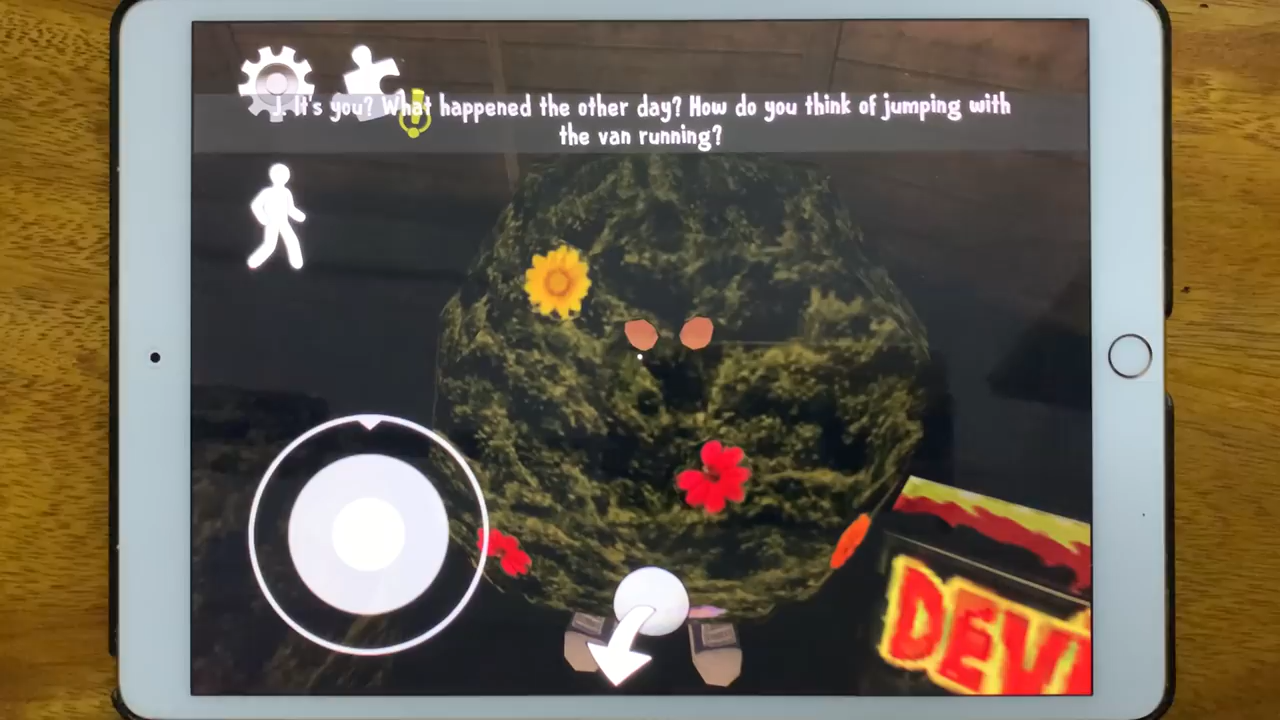 J. It's you? What happened the other day? How do you think of jumping with
the van running?
DEV